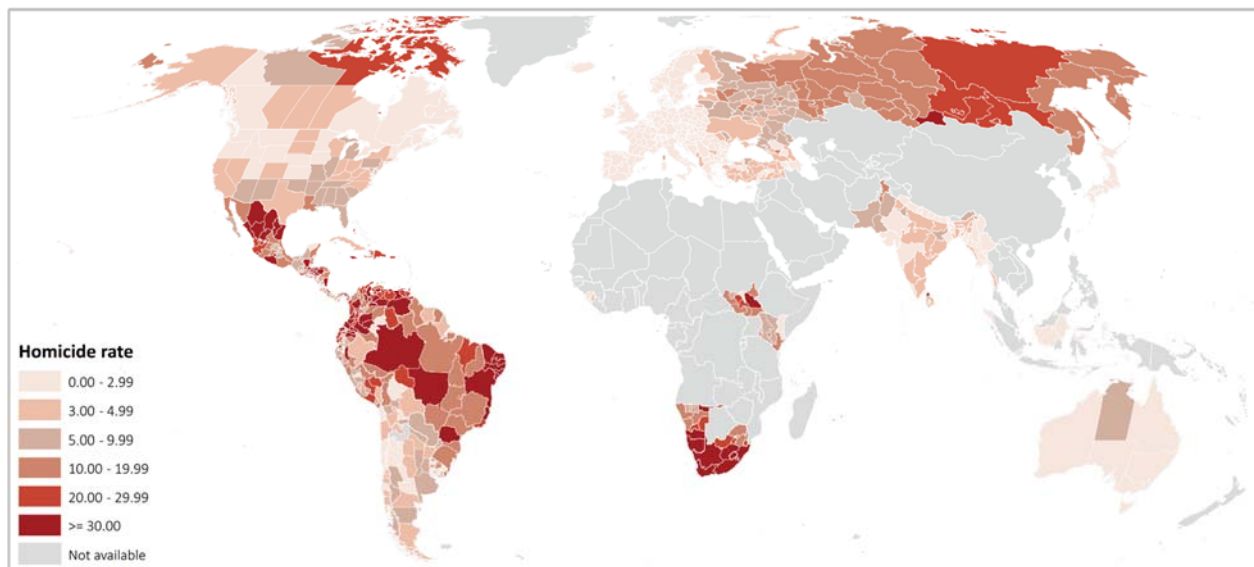 Homicide rate
0.00 - 2.99
3.00 - 4.99
5.00 - 9.99
10.00 - 19.99
20.00 - 29.99
>= 30.00
Not available